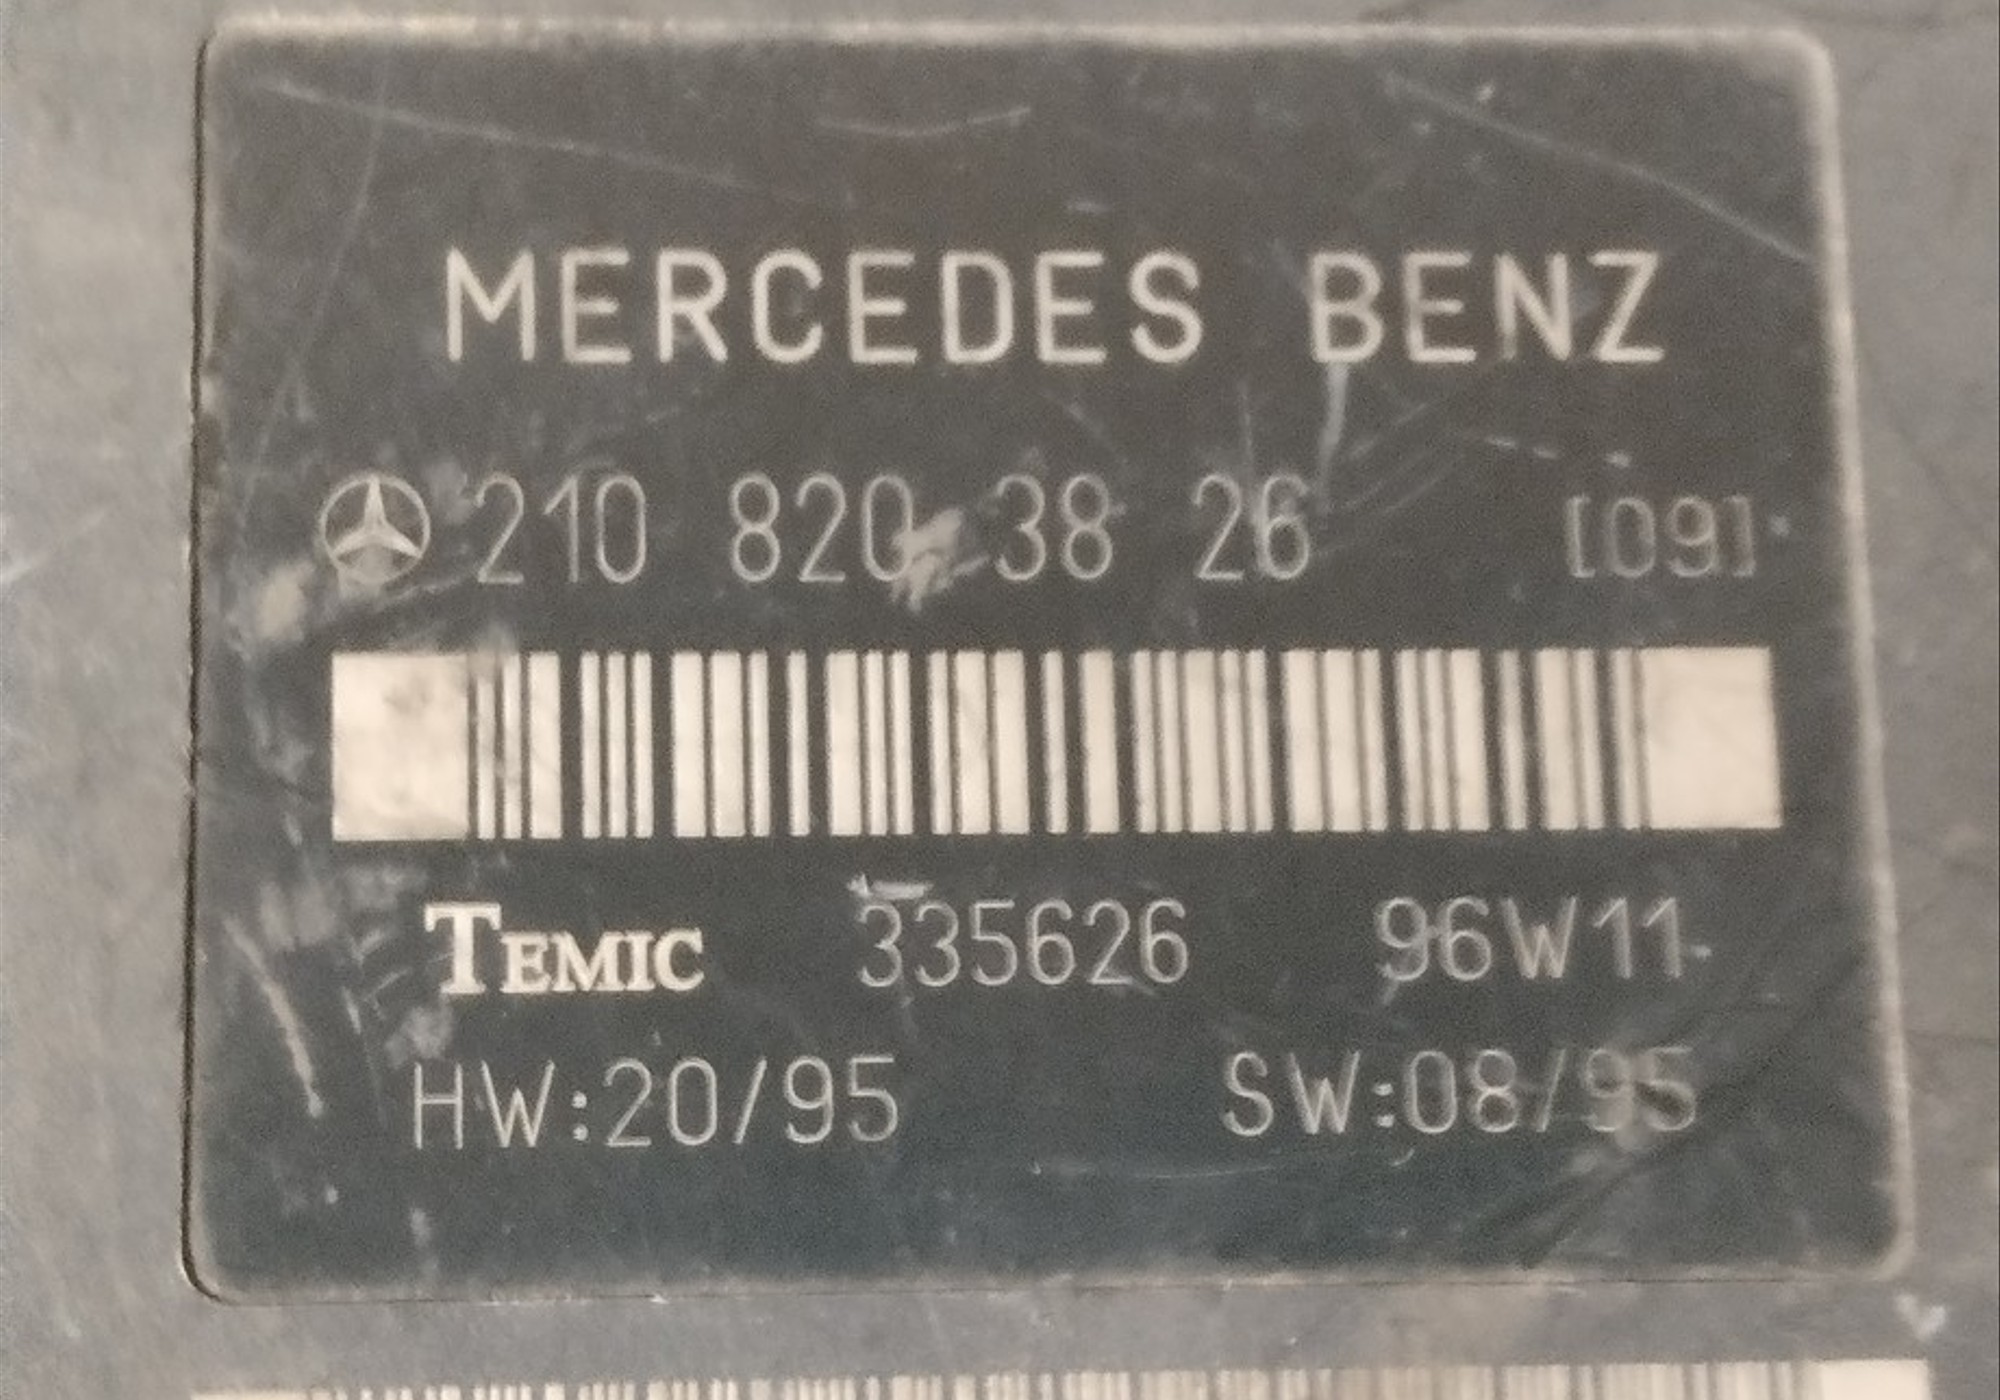 MERCEDES BENZ
210 820 38 26 [09]
TEMIC 335626 96W11
HW:20/95 SW:08/95